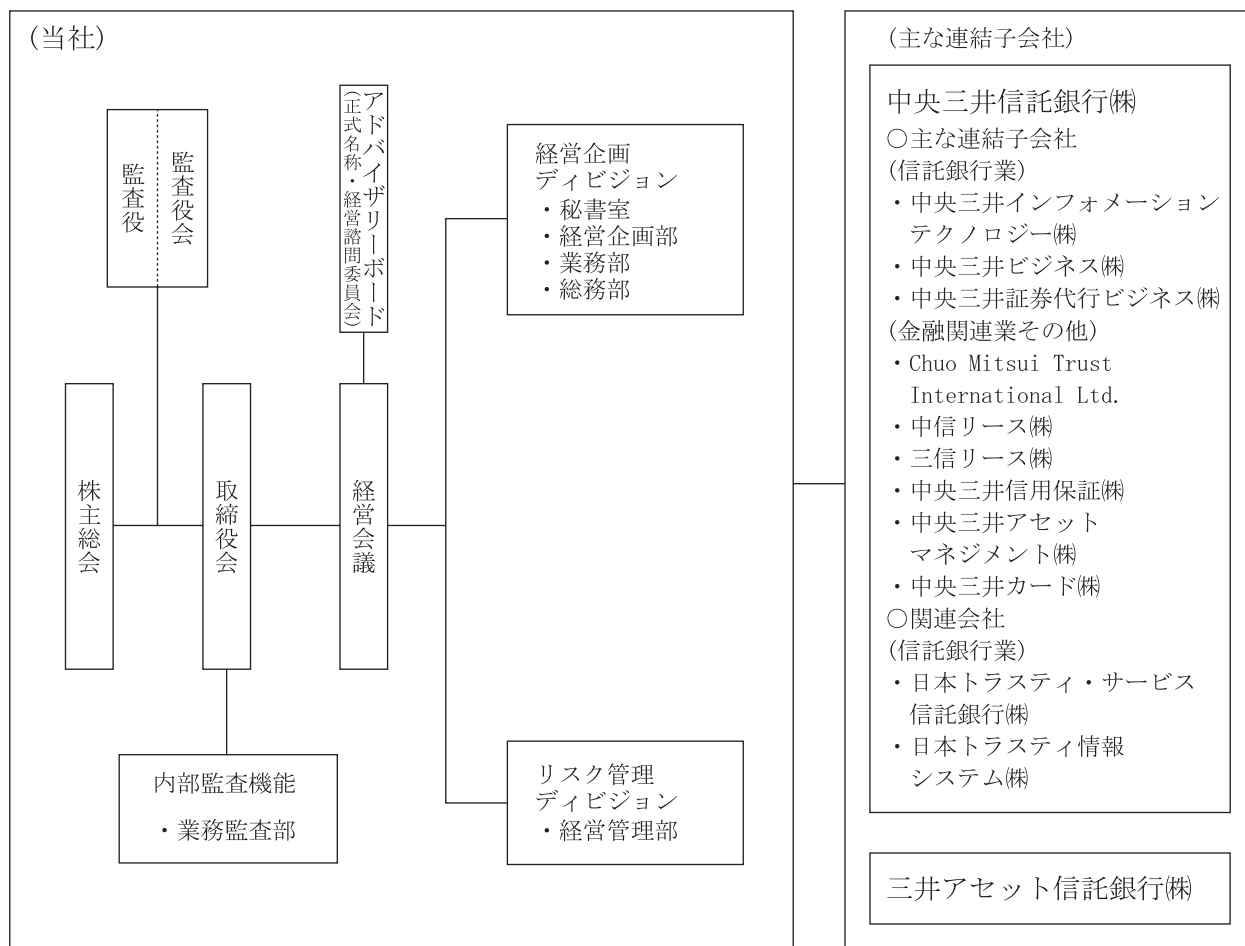 (当社)
監査役
監査役会
アドバイザリーボード
(正式名称・経営諮問委員会)
株主総会
取締役会
経営会議
内部監査機能
・業務監査部
経営企画
ディビジョン
・秘書室
・経営企画部
・業務部
・総務部
リスク管理
ディビジョン
・経営管理部
(主な連結子会社)
中央三井信託銀行㈱
○主な連結子会社
(信託銀行業)
・中央三井インフォメーション
テクノロジー㈱
・中央三井ビジネス㈱
・中央三井証券代行ビジネス㈱
(金融関連業その他)
・Chuo Mitsui Trust
International Ltd.
・中信リース㈱
・三信リース㈱
・中央三井信用保証㈱
・中央三井アセット
マネジメント㈱
・中央三井カード㈱
○関連会社
(信託銀行業)
・日本トラスティ・サービス
信託銀行㈱
・日本トラスティ情報
システム㈱
三井アセット信託銀行㈱